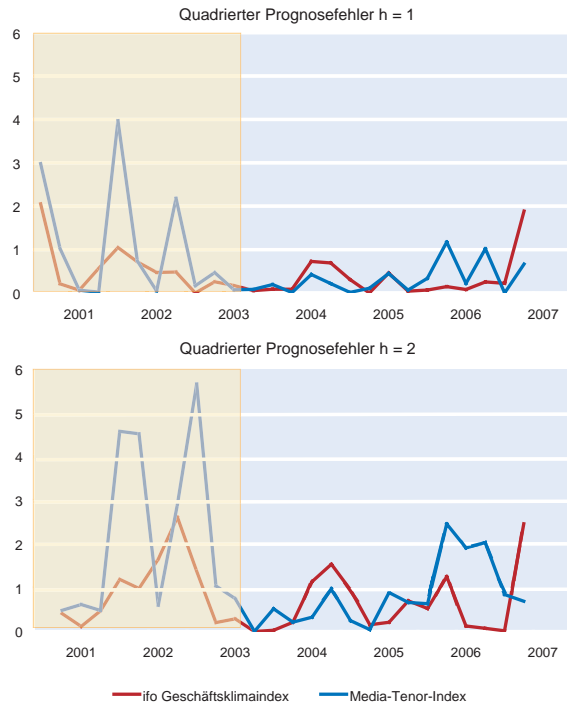 Quadrierter Prognosefehler h = 1
6
5
4
3
2
1
0
2001 2002 2003 2004 2005 2006 2007
Quadrierter Prognosefehler h = 2
6
5
4
3
2
1
0
2001 2002 2003 2004 2005 2006 2007
ifo Geschäftsklimaindex Media-Tenor-Index